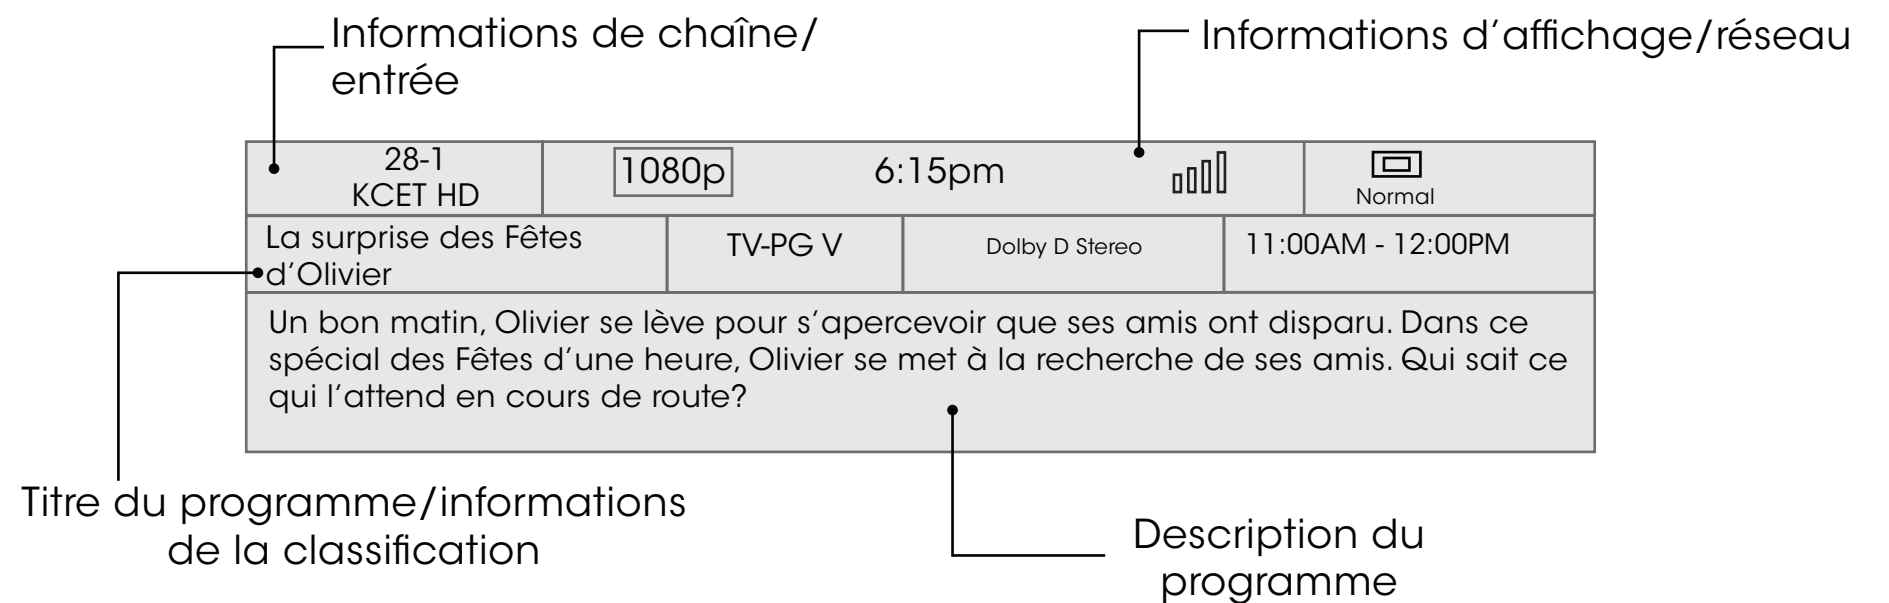 Informations de chaîne/
entrée
Informations d'affichage/réseau
28-1
KCET HD
1080p
6:15pm
Normal
La surprise des Fêtes
d'Olivier
TV-PG V
Dolby D Stereo
11:00AM - 12:00PM
Un bon matin, Olivier se lève pour s'apercevoir que ses amis ont disparu. Dans ce
spécial des Fêtes d'une heure, Olivier se met à la recherche de ses amis. Qui sait ce
qui l'attend en cours de route?
Titre du programme/informations
de la classification
Description du
programme